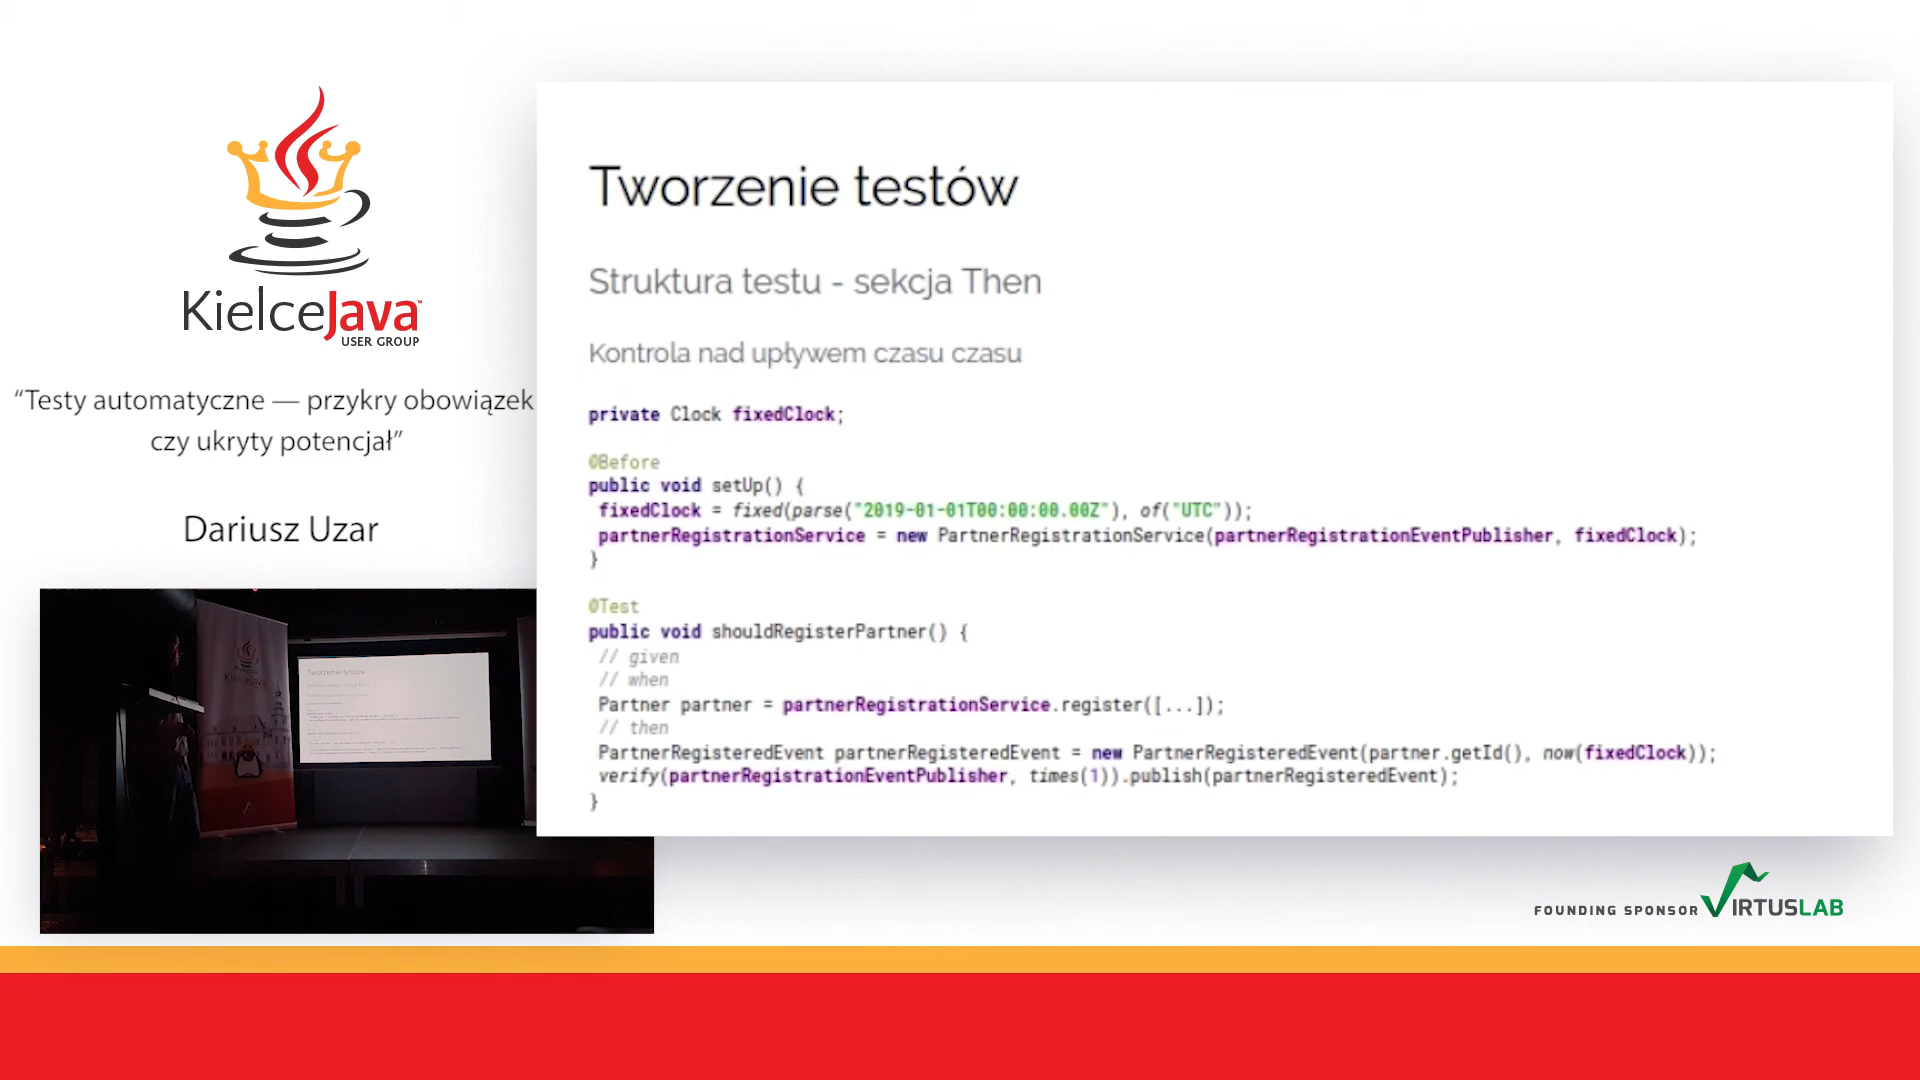 KielceJava™
USER GROUP
“Testy automatyczne — przykry obowiązek
czy ukryty potencjał”
Dariusz Uzar
Tworzenie testów
Struktura testu - sekcja Then
Kontrola nad upływem czasu czasu
private Clock fixedClock;
@Before
public void setUp() {
fixedClock = fixed(parse("2019-01-01T00:00:00.00Z"), of("UTC"));
partnerRegistrationService = new PartnerRegistrationService(partnerRegistrationEventPublisher, fixedClock);
}
@Test
public void shouldRegisterPartner() {
// given
// when
Partner partner = partnerRegistrationService.register([...]);
// then
PartnerRegisteredEvent partnerRegisteredEvent = new PartnerRegisteredEvent(partner.getId(), now(fixedClock));
verify(partnerRegistrationEventPublisher, times(1)).publish(partnerRegisteredEvent);
}
Tworzenie testów
KielceJava
FOUNDING SPONSOR VIRTUSLAB